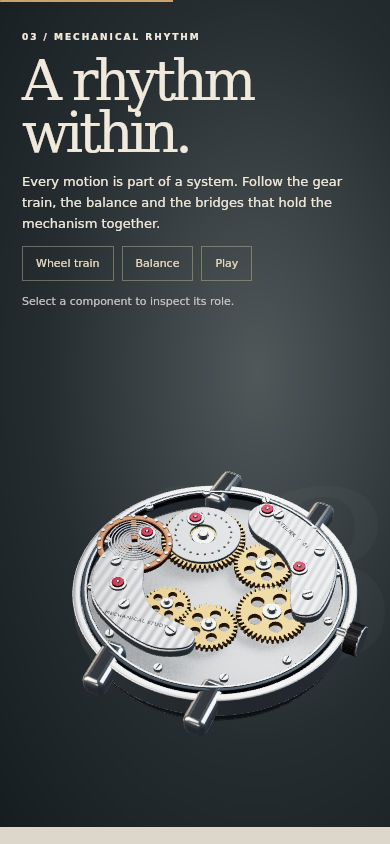 03 / MECHANICAL RHYTHM
A rhythm
within.
Every motion is part of a system. Follow the gear
train, the balance and the bridges that hold the
mechanism together.
Wheel train
Balance
Play
Select a component to inspect its role.
MECHANICAL